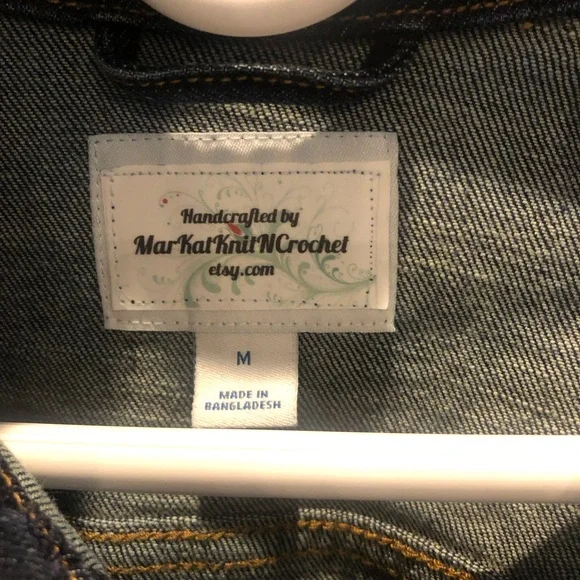 Handcrafted by
MarKatKnitNCrochet
etsy.com
M
MADE IN
BANGLADESH